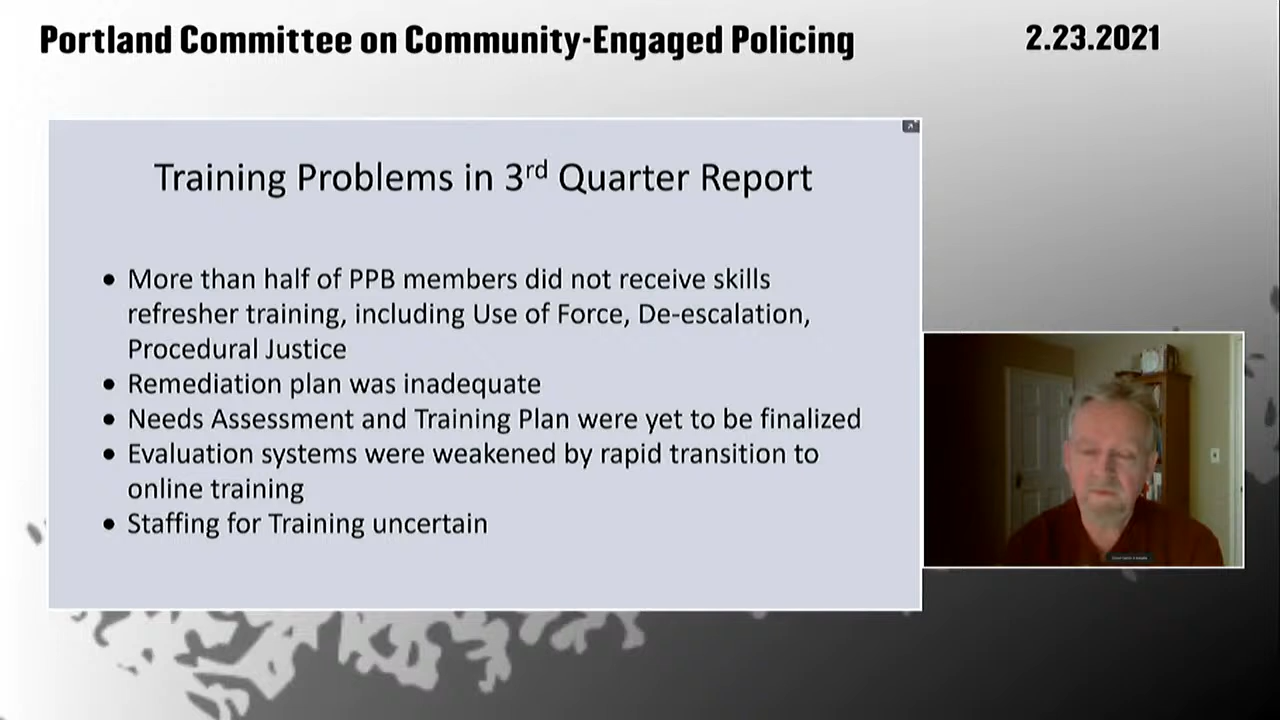 Portland Committee on Community-Engaged Policing
2.23.2021
Training Problems in 3rd Quarter Report
• More than half of PPB members did not receive skills
refresher training, including Use of Force, De-escalation,
Procedural Justice
• Remediation plan was inadequate
• Needs Assessment and Training Plan were yet to be finalized
• Evaluation systems were weakened by rapid transition to
online training
• Staffing for Training uncertain